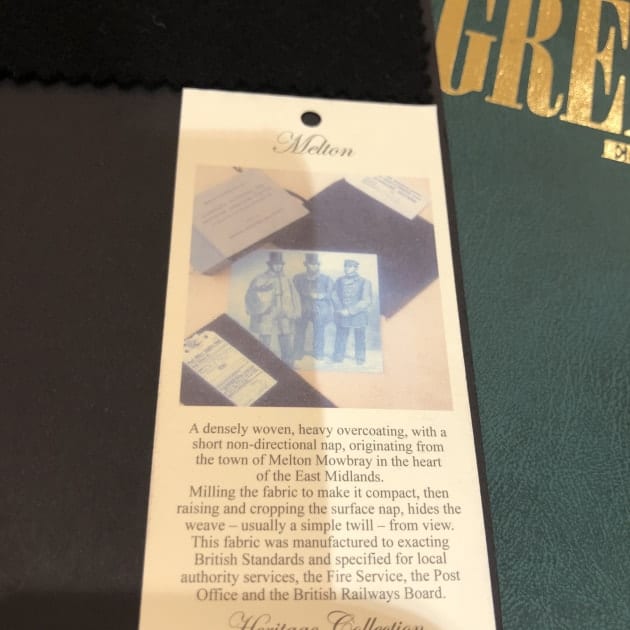 GRE
Melton
A densely woven, heavy overcoating, with a
short non-directional nap, originating from
the town of Melton Mowbray in the heart
of the East Midlands.
Milling the fabric to make it compact, then
raising and cropping the surface nap, hides the
weave – usually a simple twill – from view.
This fabric was manufactured to exacting
British Standards and specified for local
authority services, the Fire Service, the Post
Office and the British Railways Board.
Heritage Collection